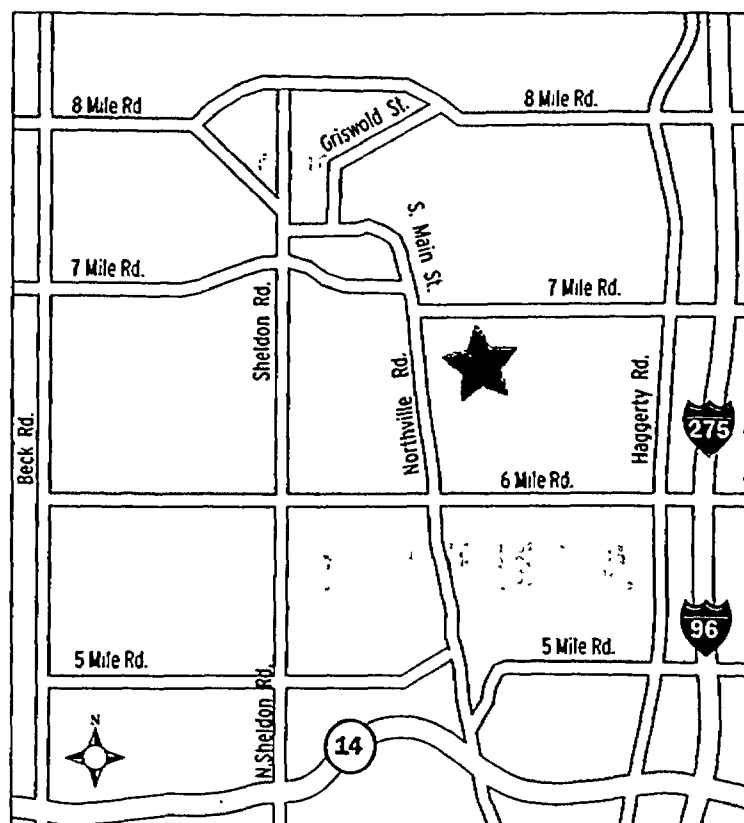 8 Mile Rd
8 Mile Rd.
Griswold St.
S. Main St.
7 Mile Rd.
7 Mile Rd.
Sheldon Rd.
Northville Rd.
Haggerty Rd.
Beck Rd.
275
6 Mile Rd.
96
5 Mile Rd.
5 Mile Rd.
N.Sheldon Rd.
N
14